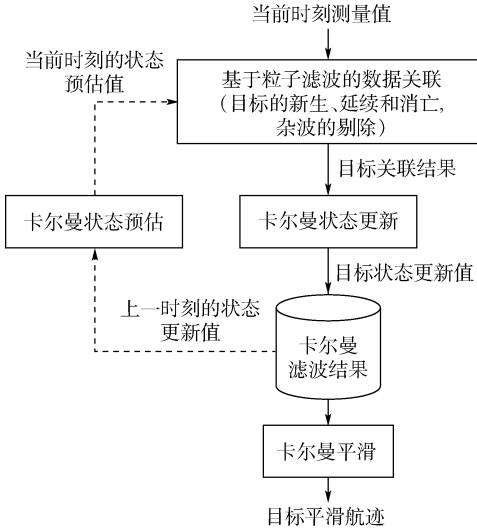 当前时刻测量值
当前时刻的状态
预估值
基于粒子滤波的数据关联
(目标的新生、延续和消亡,
杂波的剔除)
目标关联结果
卡尔曼状态预估
卡尔曼状态更新
目标状态更新值
上一时刻的状态
更新值
卡尔曼
滤波结果
卡尔曼平滑
目标平滑航迹